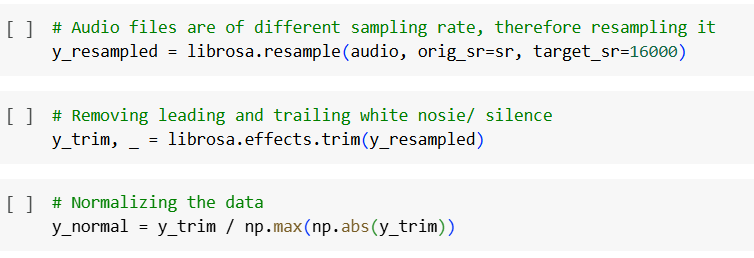 [ ] # Audio files are of different sampling rate, therefore resampling it
y_resampled = librosa.resample(audio, orig_sr=sr, target_sr=16000)
[ ] # Removing leading and trailing white nosie/ silence
y_trim, _ = librosa.effects.trim(y_resampled)
[ ] # Normalizing the data
y_normal = y_trim / np.max(np.abs(y_trim))